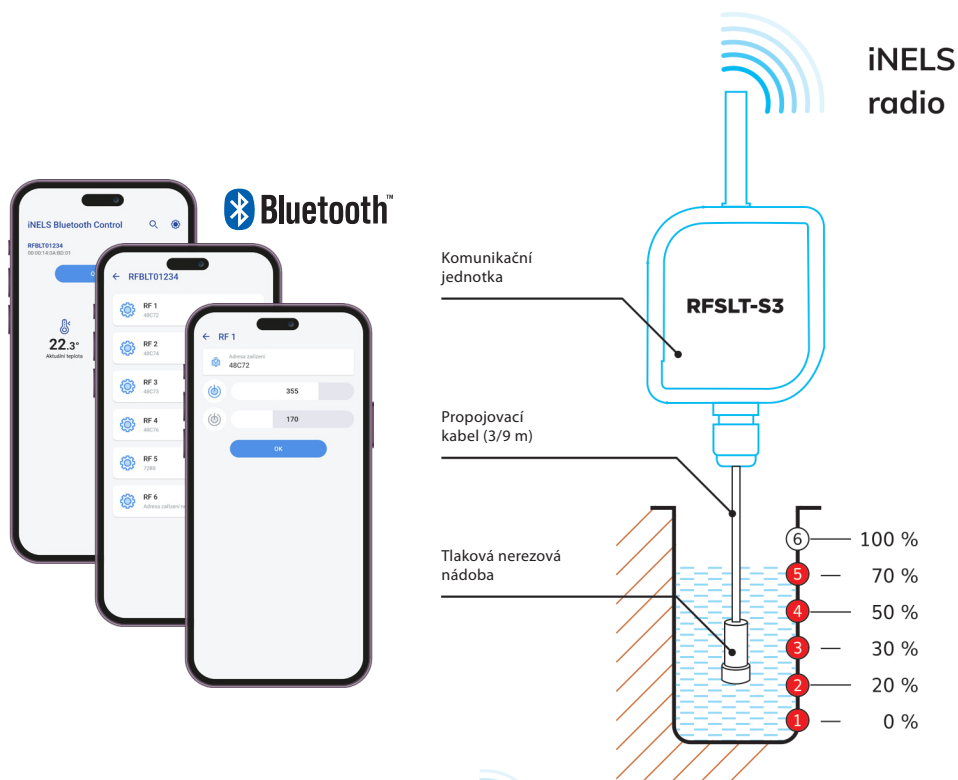 iNELS
radio
Bluetooth™
iNELS Bluetooth Control
RFBLT01234
22.3°
Aktuální teplota
RFBLT01234
RF 1
48C72
RF 2
48C74
RF 3
48C73
RF 4
48C76
RF 5
RF 6
Adresa zařízení
RF 1
Adresa zařízení
48C72
355
170
OK
Komunikační
jednotka
RFSLT-S3
Propojovací
kabel (3/9 m)
Tlaková nerezová
nádoba
6 100 %
5 70 %
4 50 %
3 30 %
2 20 %
1 0 %